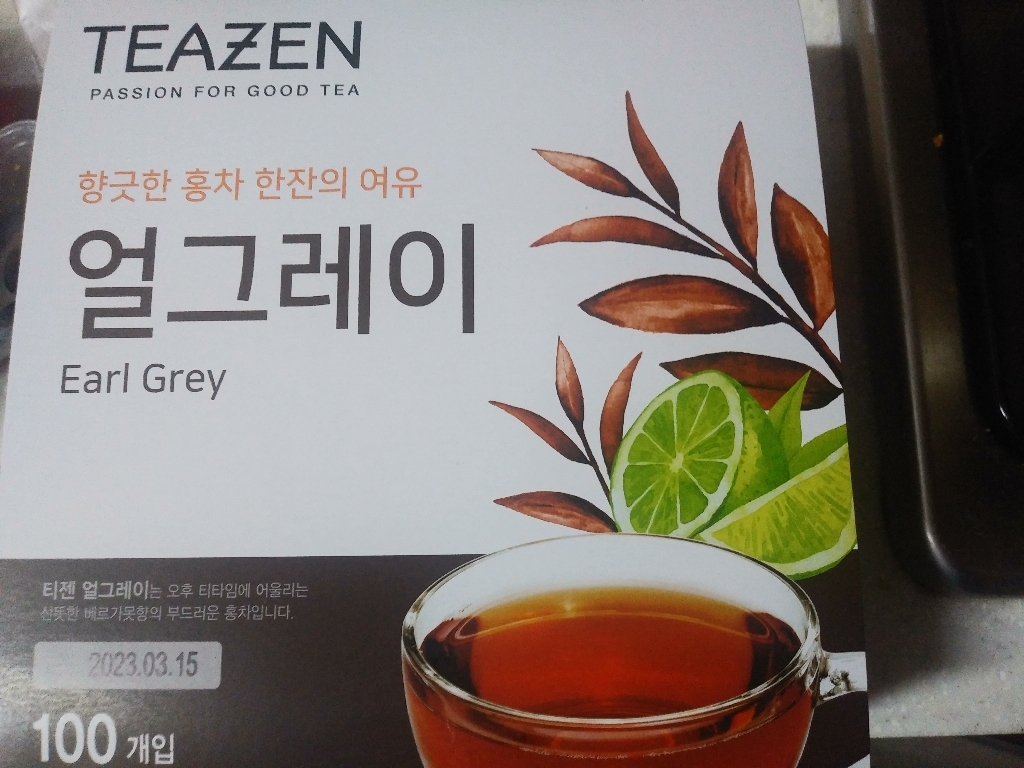 TEAZEN
PASSION FOR GOOD TEA
향긋한 홍차 한잔의 여유
얼그레이
Earl Grey
티젠 얼그레이는 오후 티타임에 어울리는
산뜻한 베르가못향의 부드러운 홍차입니다.
2023.03.15
100 개입